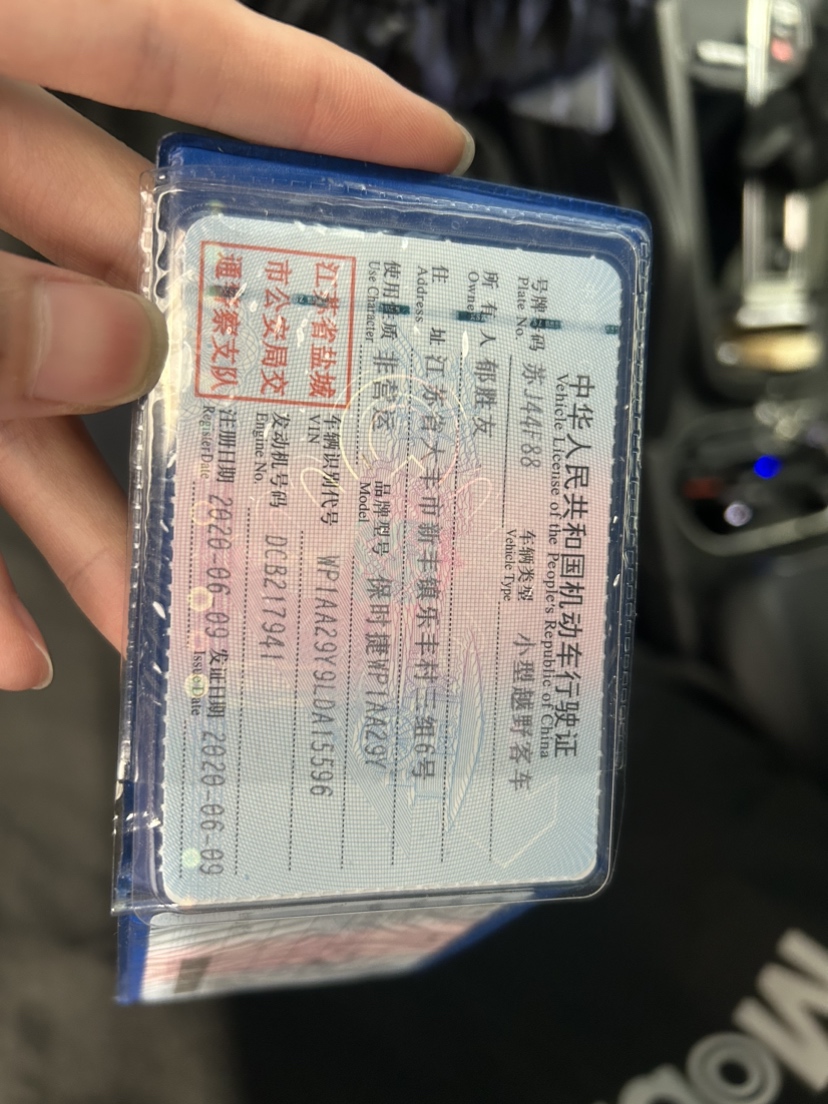 中华人民共和国机动车行驶证
Vehicle License of the People's Republic of China
号牌号码 苏J44F88 车辆类型 小型越野客车
Plate No. Vehicle Type
所有人 郁胜友
Owner
住址 江苏省大丰市新丰镇乐丰村三组6号
Address
使用性质 非营运 品牌型号 保时捷WP1AA29Y
Use Character Model
江苏省盐城
市公安局交
通警察支队
车辆识别代号 WP1AA29Y9LDA15596
VIN
发动机号码 DCB217941
Engine No.
注册日期 2020-06-09 发证日期 2020-06-09
Register Date Issue Date